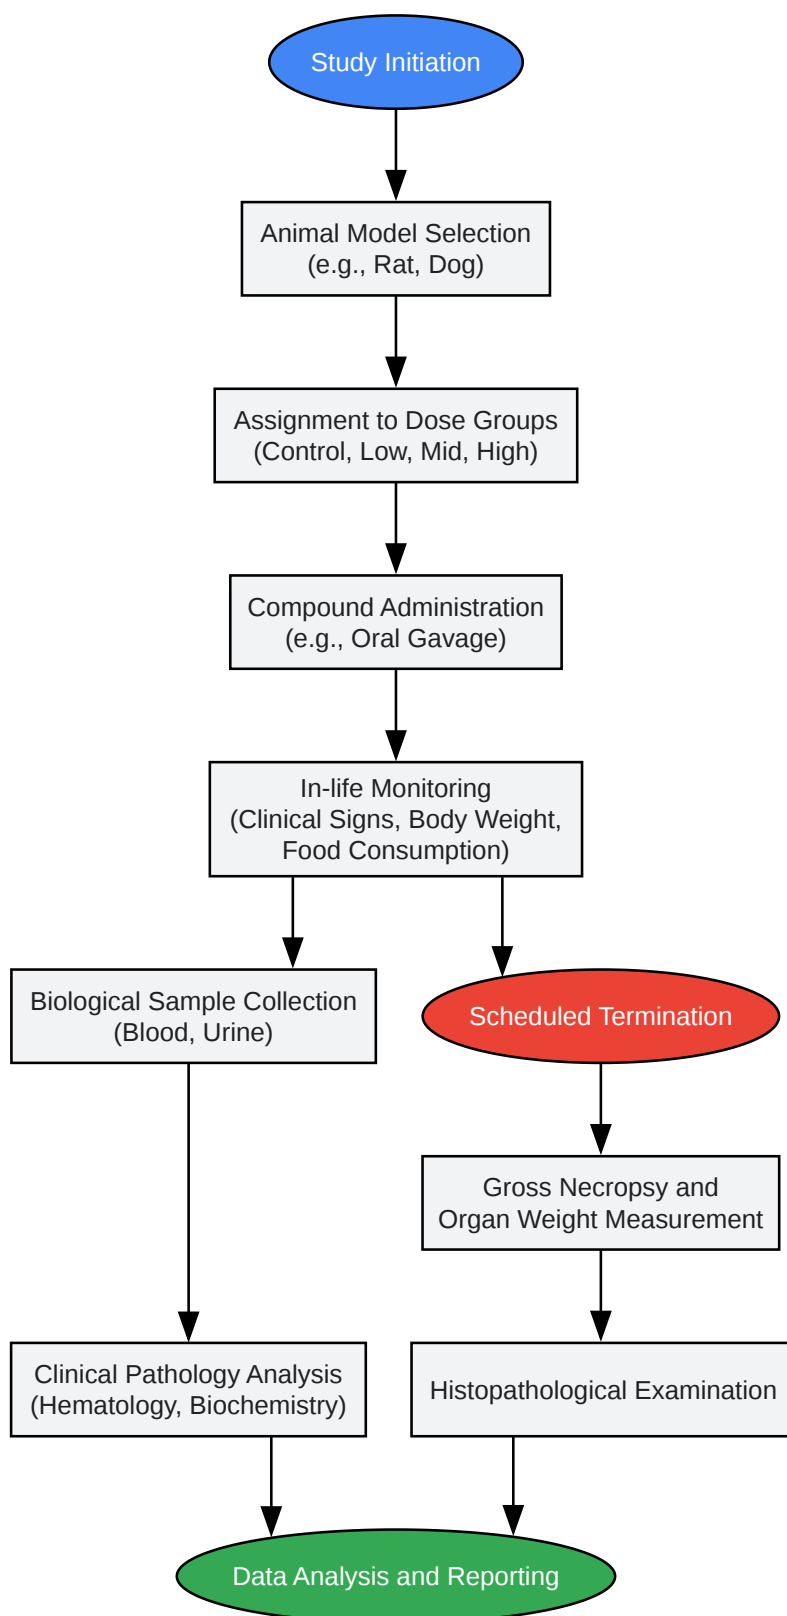 Study Initiation
Animal Model Selection
(e.g., Rat, Dog)
Assignment to Dose Groups
(Control, Low, Mid, High)
Compound Administration
(e.g., Oral Gavage)
In-life Monitoring
(Clinical Signs, Body Weight,
Food Consumption)
Biological Sample Collection
(Blood, Urine)
Scheduled Termination
Gross Necropsy and
Organ Weight Measurement
Clinical Pathology Analysis
(Hematology, Biochemistry)
Histopathological Examination
Data Analysis and Reporting